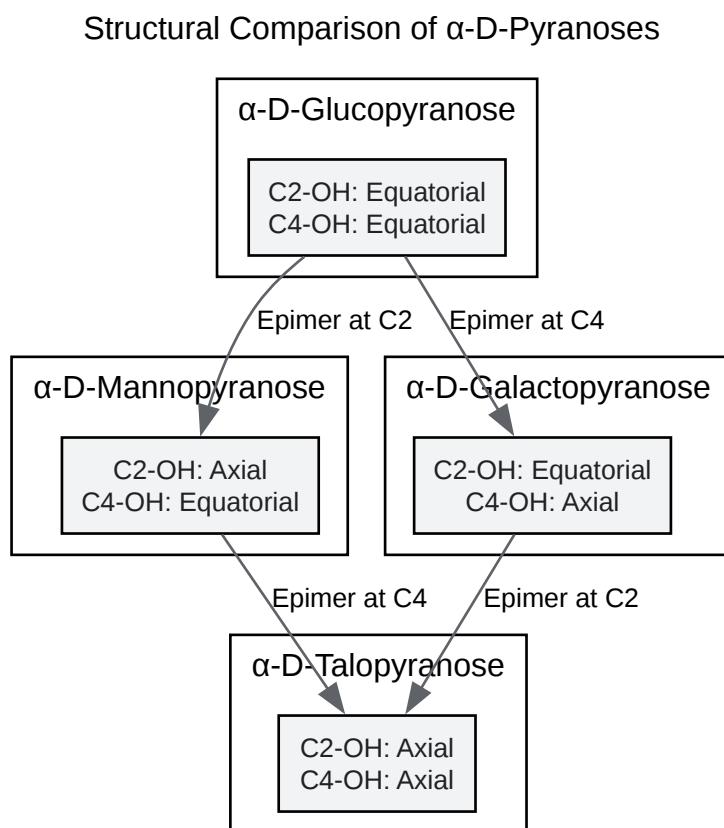 Structural Comparison of α-D-Pyranoses
α-D-Glucopyranose
C2-OH: Equatorial
C4-OH: Equatorial
Epimer at C2
Epimer at C4
α-D-Mannopyranose
α-D-Galactopyranose
C2-OH: Axial
C4-OH: Equatorial
C2-OH: Equatorial
C4-OH: Axial
Epimer at C4
Epimer at C2
α-D-Talopyranose
C2-OH: Axial
C4-OH: Axial